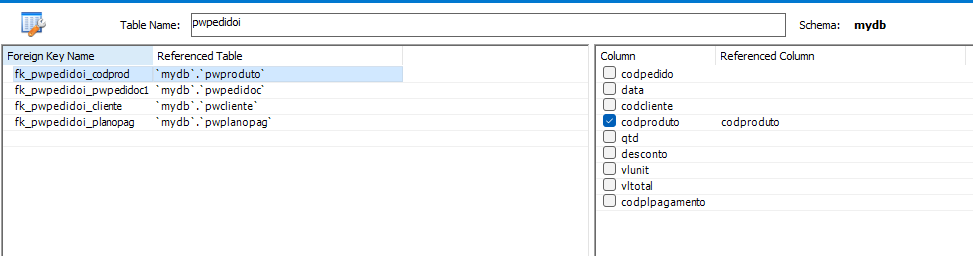 Table Name: pwpedidoi Schema: mydb
Foreign Key Name Referenced Table
fk_pwpedidoi_codprod `mydb`.`pwproduto`
fk_pwpedidoi_pwpedidoc1 `mydb`.`pwpedidoc`
fk_pwpedidoi_cliente `mydb`.`pwcliente`
fk_pwpedidoi_planopag `mydb`.`pwplanopag`
Column Referenced Column
codpedido
data
codcliente
codproduto codproduto
qtd
desconto
vlunit
vltotal
codplpagamento